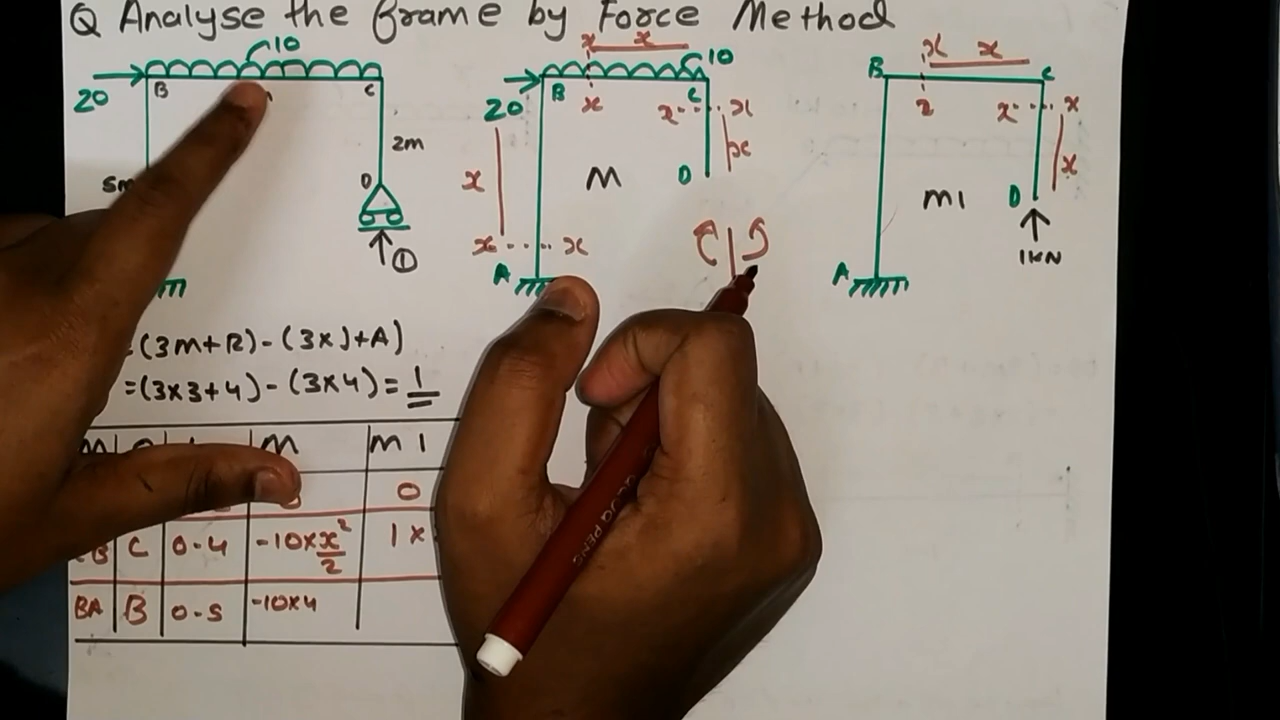 Q Analyse the frame by Force Method
10
20
B
C
2m
D
1
10
20
B
C
x
x
x
x
x
x
x
x
x
M
D
A
B
C
x
x
x
x
x
m1
D
A
1KN
(3m+R)-(3xJ+A)
=(3x3+4)-(3x4)=1
M
m1
0
B
C
0-4
-10x x²/2
1x
BA
B
0-5
-10x4